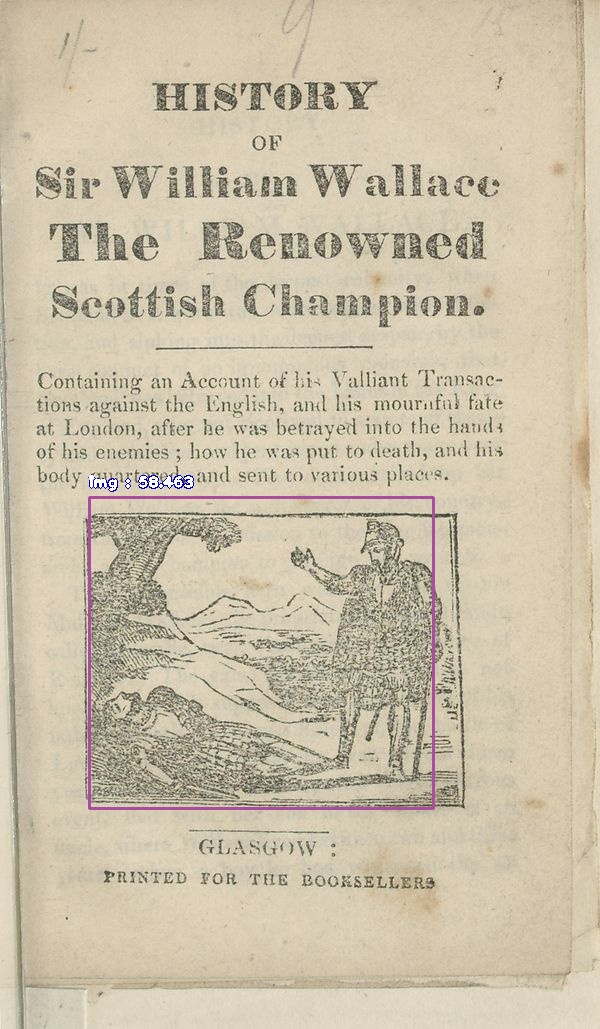 1/-
9
HISTORY
OF
Sir William Wallace
The Renowned
Scottish Champion.
Containing an Account of his Valliant Transac-
tions against the English, and his mournful fate
at London, after he was betrayed into the hands
of his enemies ; how he was put to death, and his
body quartered, and sent to various places.
img : 58.463
GLASGOW :
PRINTED FOR THE BOOKSELLERS